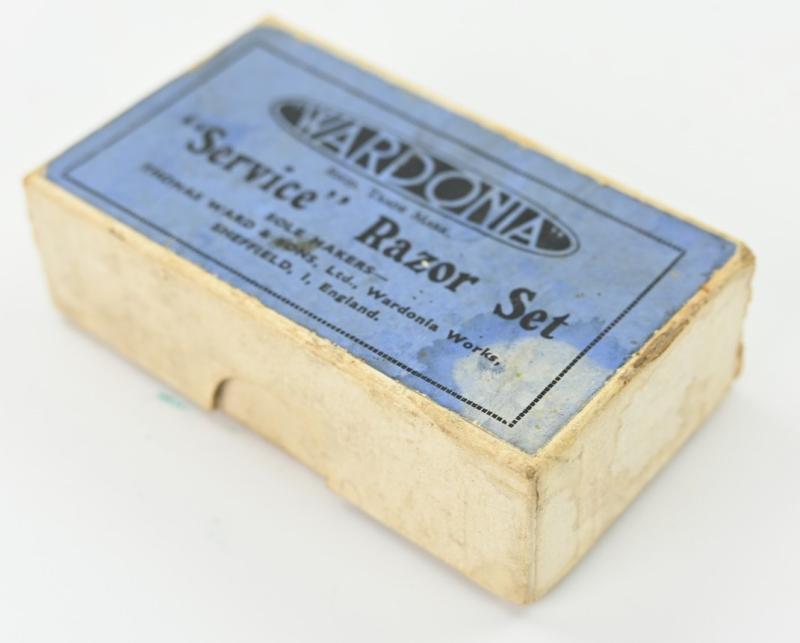 "WARDONIA"
REGD. TRADE MARK.
"Service" Razor Set
SOLE MAKERS—
THOMAS WARD & SONS, Ltd., Wardonia Works,
SHEFFIELD, 1, England.